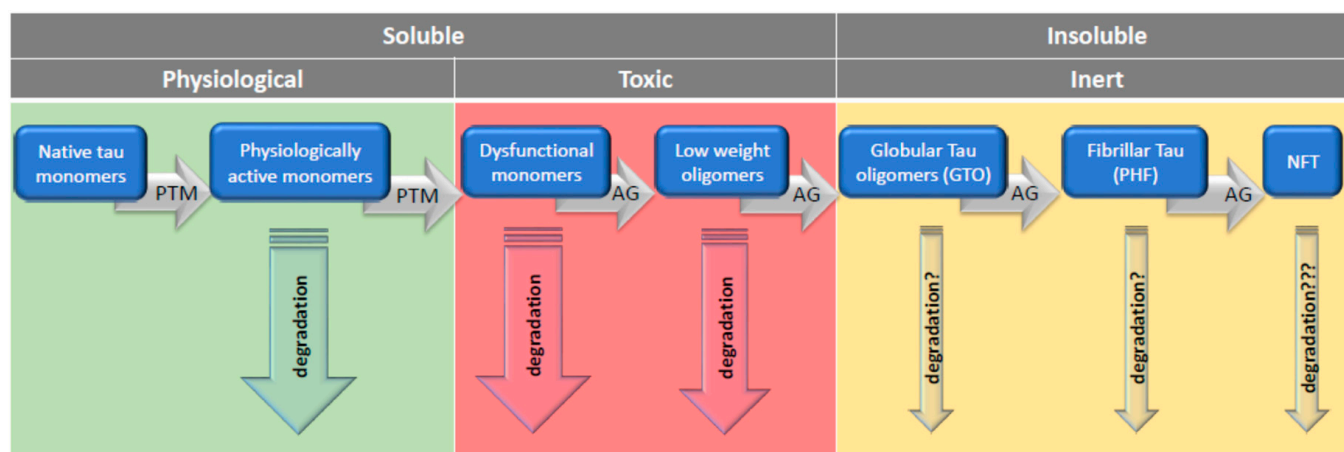 Soluble
Insoluble
Physiological
Toxic
Inert
Native tau
monomers
PTM
Physiologically
active monomers
PTM
Dysfunctional
monomers
AG
Low weight
oligomers
AG
Globular Tau
oligomers (GTO)
AG
Fibrillar Tau
(PHF)
AG
NFT
degradation
degradation
degradation
degradation?
degradation?
degradation???